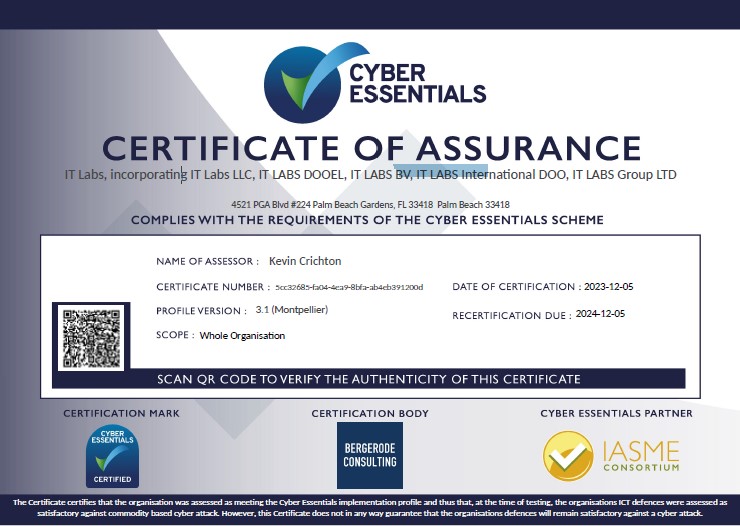 CYBER
ESSENTIALS
CERTIFICATE OF ASSURANCE
IT Labs, incorporating IT Labs LLC, IT LABS DOOEL, IT LABS BV, IT LABS International DOO, IT LABS Group LTD
4521 PGA Blvd #224 Palm Beach Gardens, FL 33418 Palm Beach 33418
COMPLIES WITH THE REQUIREMENTS OF THE CYBER ESSENTIALS SCHEME
NAME OF ASSESSOR : Kevin Crichton
CERTIFICATE NUMBER : 5cc32685-fa04-4ea9-8bfa-ab4eb391200d
DATE OF CERTIFICATION : 2023-12-05
PROFILE VERSION : 3.1 (Montpellier)
RECERTIFICATION DUE : 2024-12-05
SCOPE : Whole Organisation
SCAN QR CODE TO VERIFY THE AUTHENTICITY OF THIS CERTIFICATE
CERTIFICATION MARK
CERTIFICATION BODY
CYBER ESSENTIALS PARTNER
CYBER
ESSENTIALS
CERTIFIED
BERGERODE
CONSULTING
IASME
CONSORTIUM
The Certificate certifies that the organisation was assessed as meeting the Cyber Essentials implementation profile and thus that, at the time of testing, the organisations ICT defences were assessed as
satisfactory against commodity based cyber attack. However, this Certificate does not in any way guarantee that the organisations defences will remain satisfactory against a cyber attack.